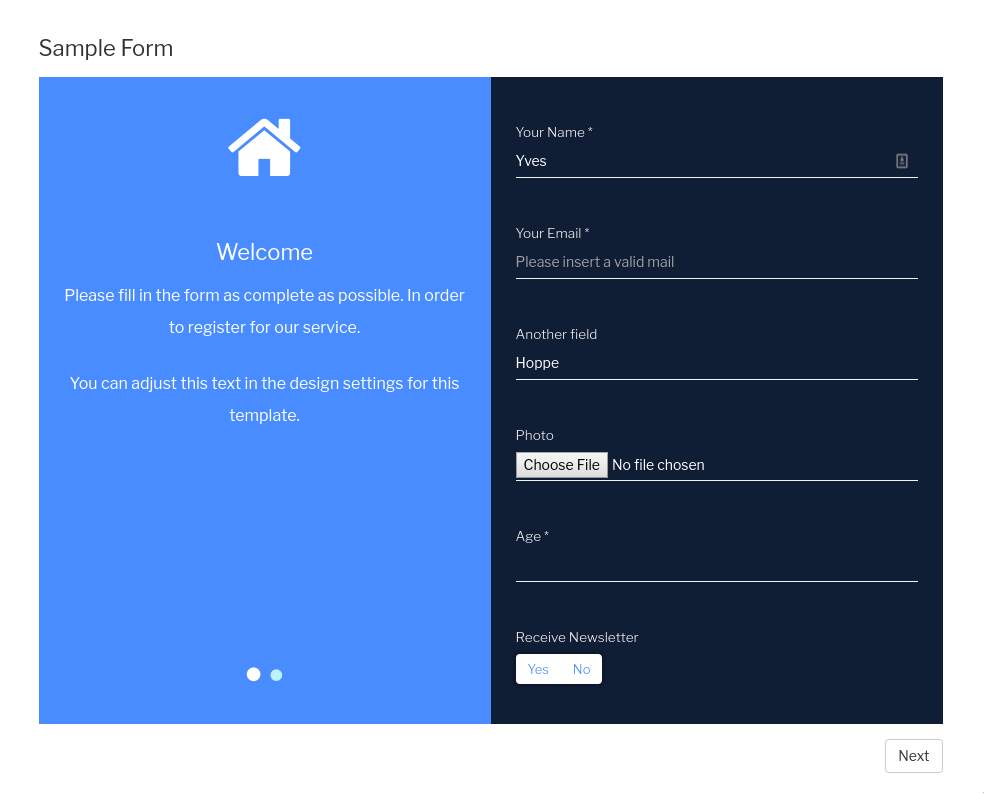 Sample Form
Welcome
Please fill in the form as complete as possible. In order
to register for our service.
You can adjust this text in the design settings for this
template.
Your Name *
Yves
Your Email *
Please insert a valid mail
Another field
Hoppe
Photo
Choose File No file chosen
Age *
Receive Newsletter
Yes No
Next